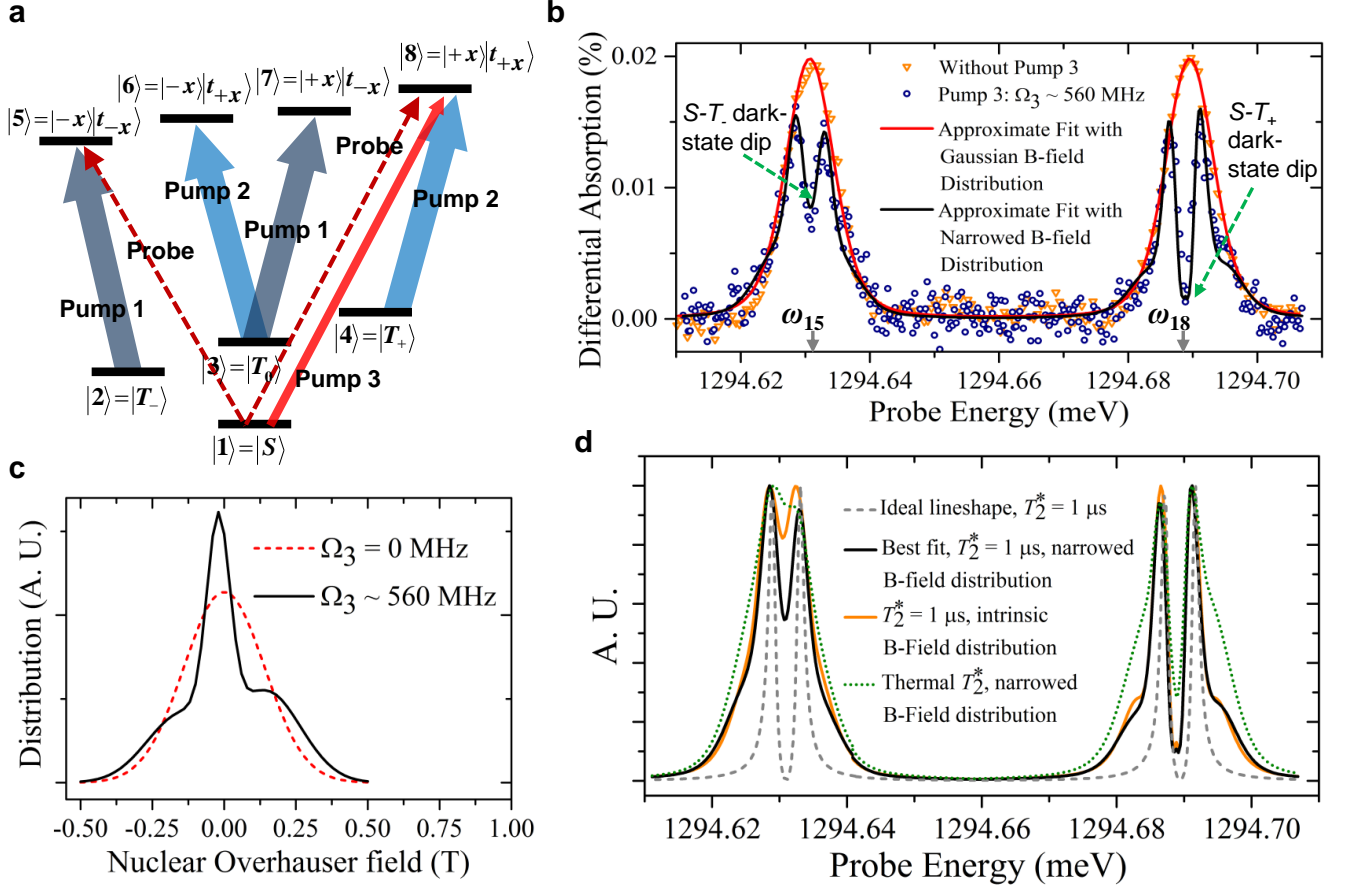 a
|8⟩=|+x⟩|t+x⟩
|6⟩=|−x⟩|t+x⟩
|7⟩=|+x⟩|t−x⟩
|5⟩=|−x⟩|t−x⟩
Probe
Pump 2
Pump 2
Pump 1
Probe
Pump 1
|4⟩=|T+⟩
|3⟩=|T0⟩
Pump 3
|2⟩=|T−⟩
|1⟩=|S⟩
b
Differential Absorption (%)
0.02
0.01
0.00
Without Pump 3
Pump 3: Ω3 ~ 560 MHz
Approximate Fit with
Gaussian B-field
Distribution
Approximate Fit with
Narrowed B-field
Distribution
S-T- dark-
state dip
S-T+
dark-
state dip
ω15
ω18
1294.62 1294.64 1294.66 1294.68 1294.70
Probe Energy (meV)
c
Distribution (A. U.)
Ω3 = 0 MHz
Ω3 ~ 560 MHz
-0.50 -0.25 0.00 0.25 0.50 0.75 1.00
Nuclear Overhauser field (T)
d
A. U.
Ideal lineshape, T2* = 1 μs
Best fit, T2* = 1 μs, narrowed
B-field distribution
T2* = 1 μs, intrinsic
B-Field distribution
Thermal T2*, narrowed
B-Field distribution
1294.62 1294.64 1294.66 1294.68 1294.70
Probe Energy (meV)